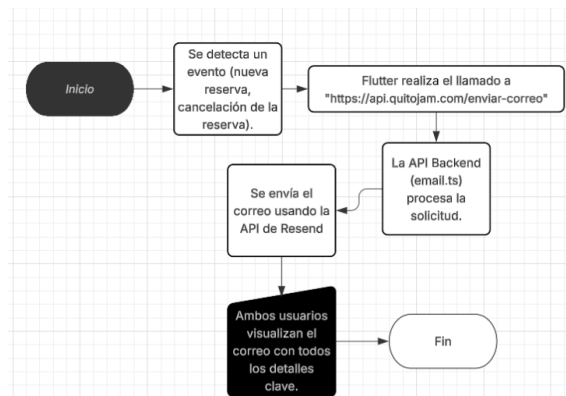 Inicio
Se detecta un
evento (nueva
reserva,
cancelación de la
reserva).
Flutter realiza el llamado a
"https://api.quitojam.com/enviar-correo"
La API Backend
(email.ts)
procesa la
solicitud.
Se envía el
correo usando la
API de Resend
Ambos usuarios
visualizan el
correo con todos
los detalles
clave.
Fin